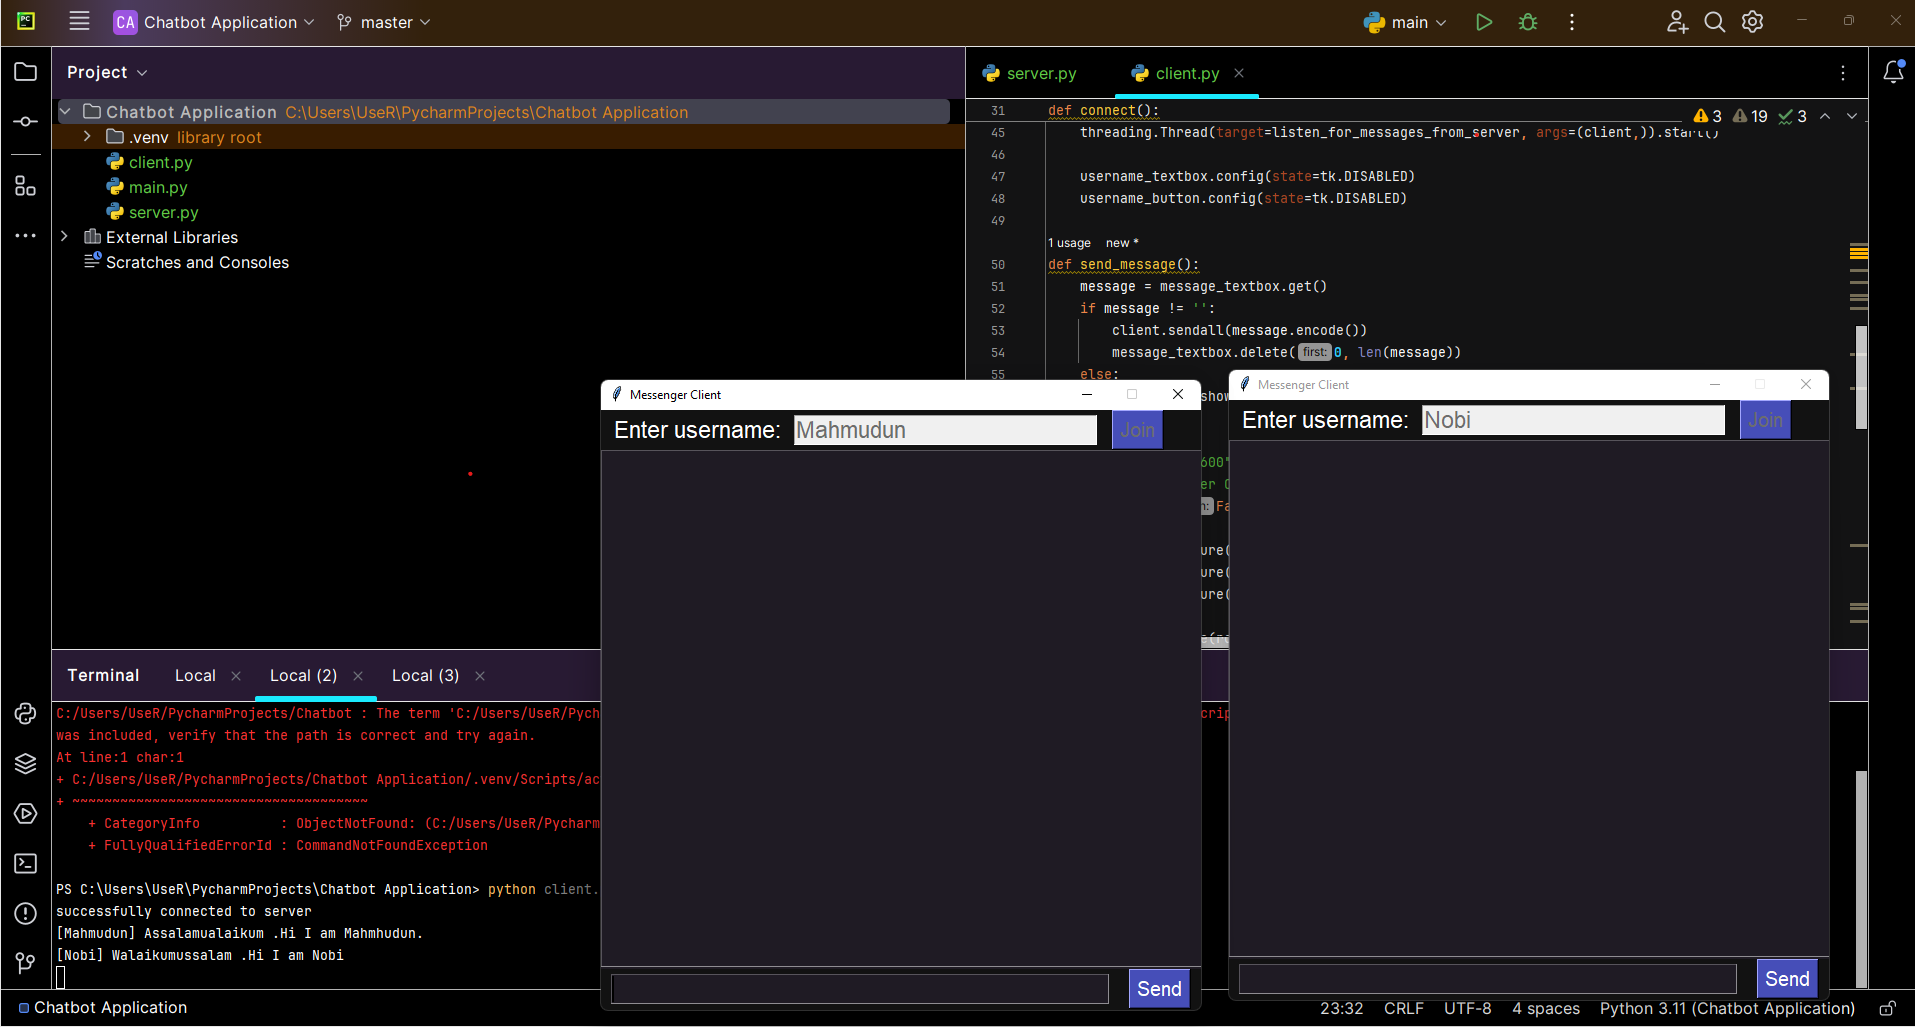 PC
CA Chatbot Application master main
Project
Chatbot Application C:\Users\UseR\PycharmProjects\Chatbot Application
.venv library root
client.py
main.py
server.py
External Libraries
Scratches and Consoles
server.py client.py
3 19 3
31 def connect():
45 threading.Thread(target=listen_for_messages_from_server, args=(client,)).start()
46
47 username_textbox.config(state=tk.DISABLED)
48 username_button.config(state=tk.DISABLED)
49
1 usage new *
50 def send_message():
51 message = message_textbox.get()
52 if message != '':
53 client.sendall(message.encode())
54 message_textbox.delete(first: 0, len(message))
55 else:
show
600"
er
Fa
ure(
ure(
ure(
Messenger Client
Enter username: Mahmudun Join
Send
Messenger Client
Enter username: Nobi Join
Send
Terminal Local Local (2) Local (3)
C:/Users/UseR/PycharmProjects/Chatbot : The term 'C:/Users/UseR/Pych crip
was included, verify that the path is correct and try again.
At line:1 char:1
+ C:/Users/UseR/PycharmProjects/Chatbot Application/.venv/Scripts/ac
+ ~~~~~~~~~~~~~~~~~~~~~~~~~~~~~~~~~~~~~
+ CategoryInfo : ObjectNotFound: (C:/Users/UseR/Pycharm
+ FullyQualifiedErrorId : CommandNotFoundException
PS C:\Users\UseR\PycharmProjects\Chatbot Application> python client.
successfully connected to server
[Mahmudun] Assalamualaikum .Hi I am Mahmhudun.
[Nobi] Walaikumussalam .Hi I am Nobi
Chatbot Application
23:32 CRLF UTF-8 4 spaces Python 3.11 (Chatbot Application)